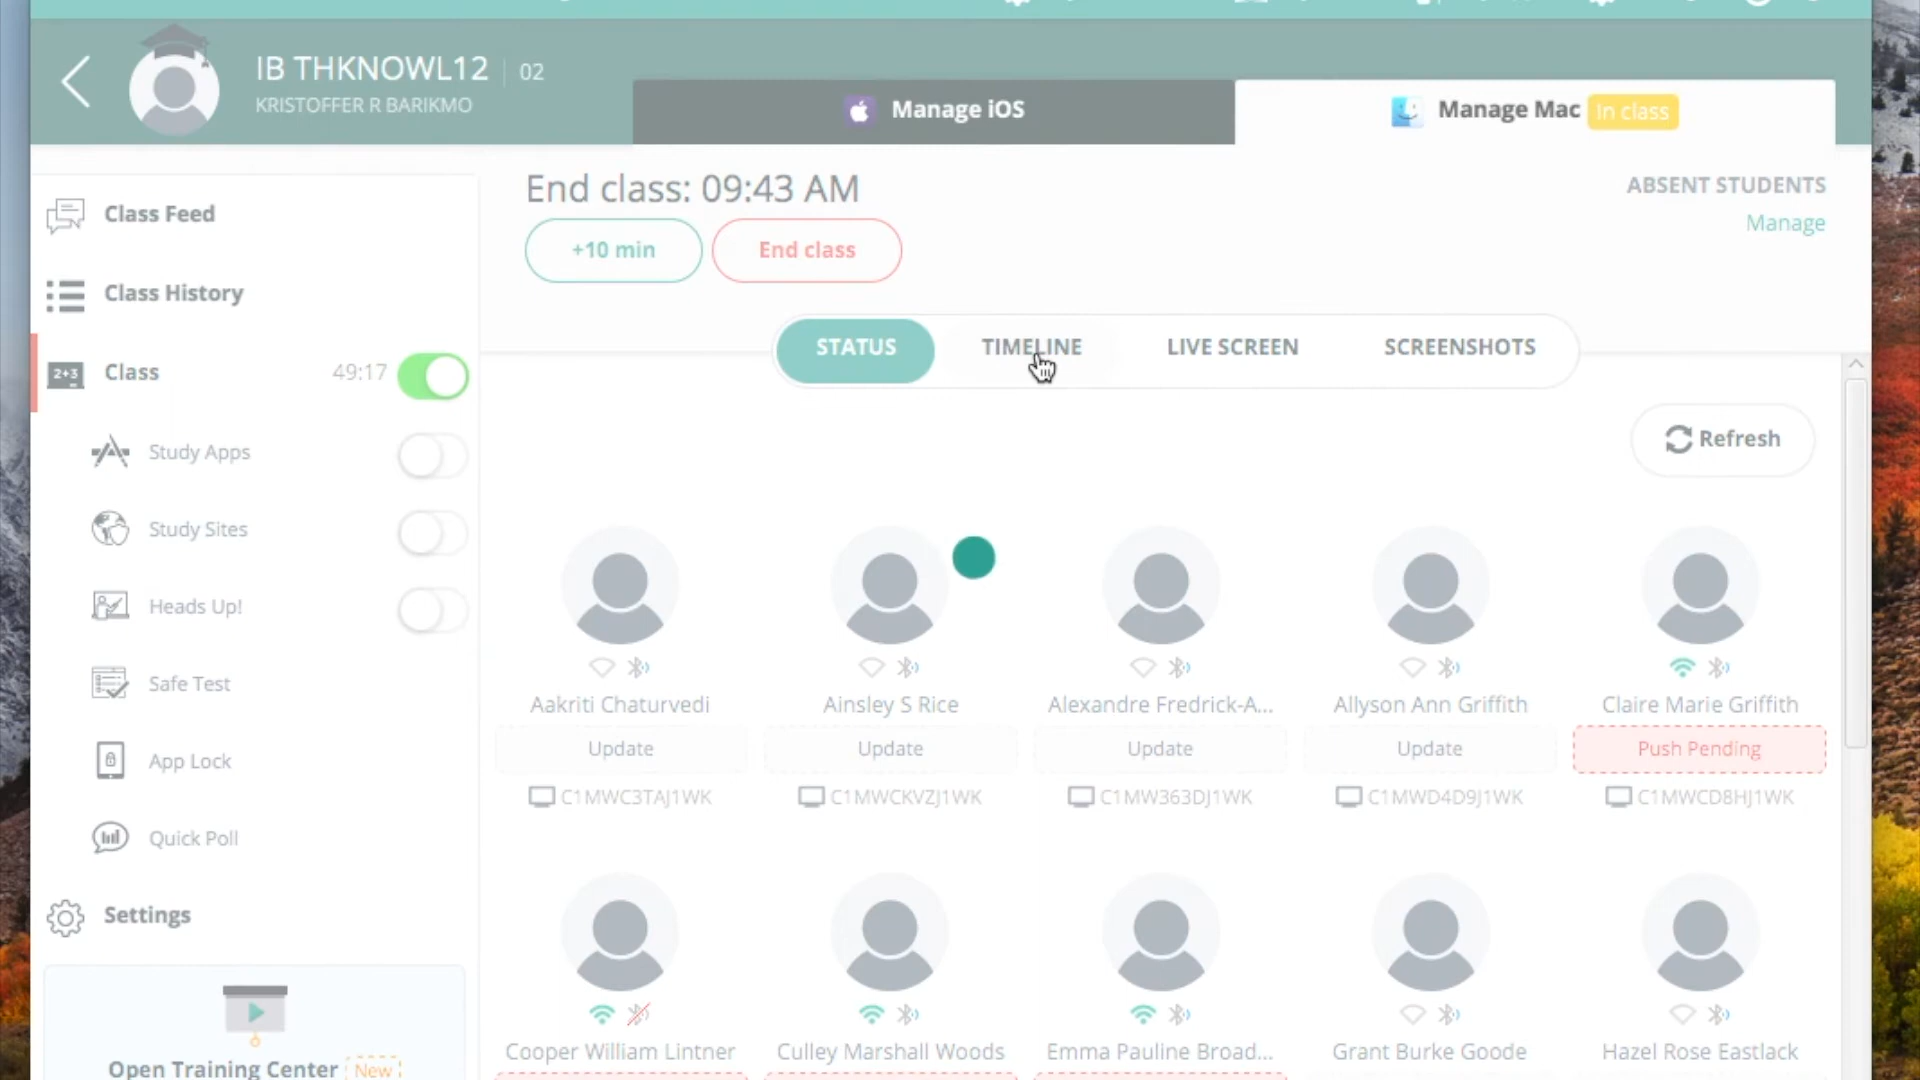 IB THKNOWL12 | 02
KRISTOFFER R BARIKMO
Manage iOS
Manage Mac In class
Class Feed
Class History
2+3 Class 49:17
Study Apps
Study Sites
Heads Up!
Safe Test
App Lock
Quick Poll
Settings
Open Training Center New
End class: 09:43 AM
+10 min End class
ABSENT STUDENTS
Manage
STATUS TIMELINE LIVE SCREEN SCREENSHOTS
Refresh
Aakriti Chaturvedi Ainsley S Rice Alexandre Fredrick-A... Allyson Ann Griffith Claire Marie Griffith
Update Update Update Update Push Pending
C1MWC3TAJ1WK C1MWCKVZJ1WK C1MW363DJ1WK C1MWD4D9J1WK C1MWCD8HJ1WK
Cooper William Lintner Culley Marshall Woods Emma Pauline Broad... Grant Burke Goode Hazel Rose Eastlack